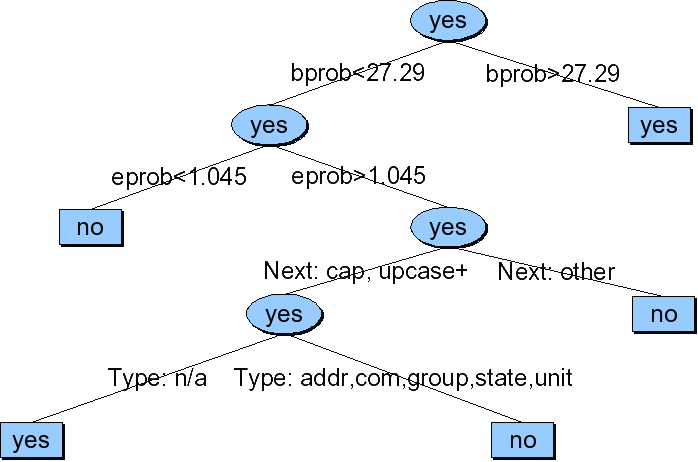 yes
bprob<27.29 bprob>27.29
yes yes
eprob<1.045 eprob>1.045
no yes
Next: cap, upcase+ Next: other
yes no
Type: n/a Type: addr,com,group,state,unit
yes no